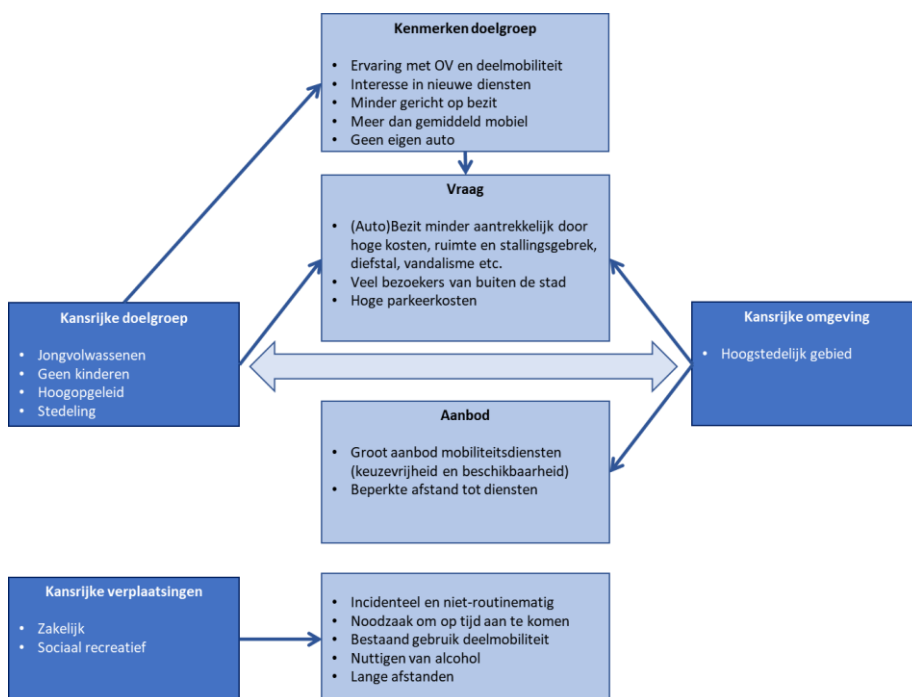 Kenmerken doelgroep
• Ervaring met OV en deelmobiliteit
• Interesse in nieuwe diensten
• Minder gericht op bezit
• Meer dan gemiddeld mobiel
• Geen eigen auto
Vraag
• (Auto)Bezit minder aantrekkelijk door
hoge kosten, ruimte en stallingsgebrek,
diefstal, vandalisme etc.
• Veel bezoekers van buiten de stad
• Hoge parkeerkosten
Kansrijke doelgroep
• Jongvolwassenen
• Geen kinderen
• Hoogopgeleid
• Stedeling
Kansrijke omgeving
• Hoogstedelijk gebied
Aanbod
• Groot aanbod mobiliteitsdiensten
(keuzevrijheid en beschikbaarheid)
• Beperkte afstand tot diensten
Kansrijke verplaatsingen
• Zakelijk
• Sociaal recreatief
• Incidenteel en niet-routinematig
• Noodzaak om op tijd aan te komen
• Bestaand gebruik deelmobiliteit
• Nuttigen van alcohol
• Lange afstanden